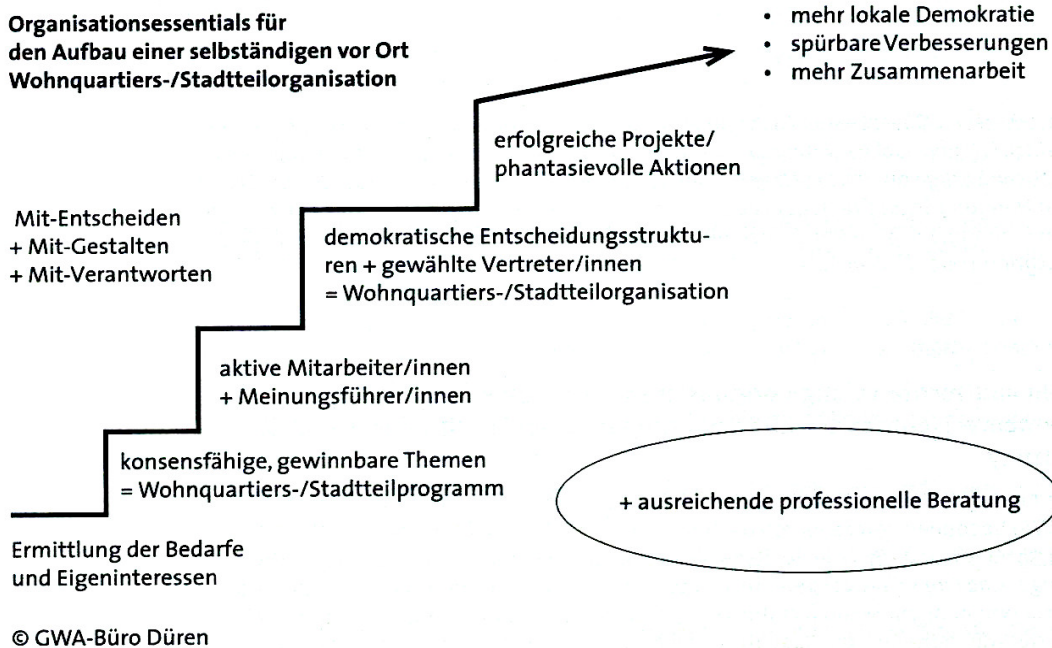 Organisationsessentials für
den Aufbau einer selbständigen vor Ort
Wohnquartiers-/Stadtteilorganisation
• mehr lokale Demokratie
• spürbare Verbesserungen
• mehr Zusammenarbeit
erfolgreiche Projekte/
phantasievolle Aktionen
Mit-Entscheiden
+ Mit-Gestalten
+ Mit-Verantworten
demokratische Entscheidungsstruktu-
ren + gewählte Vertreter/innen
= Wohnquartiers-/Stadtteilorganisation
aktive Mitarbeiter/innen
+ Meinungsführer/innen
konsensfähige, gewinnbare Themen
= Wohnquartiers-/Stadtteilprogramm
+ ausreichende professionelle Beratung
Ermittlung der Bedarfe
und Eigeninteressen
© GWA-Büro Düren